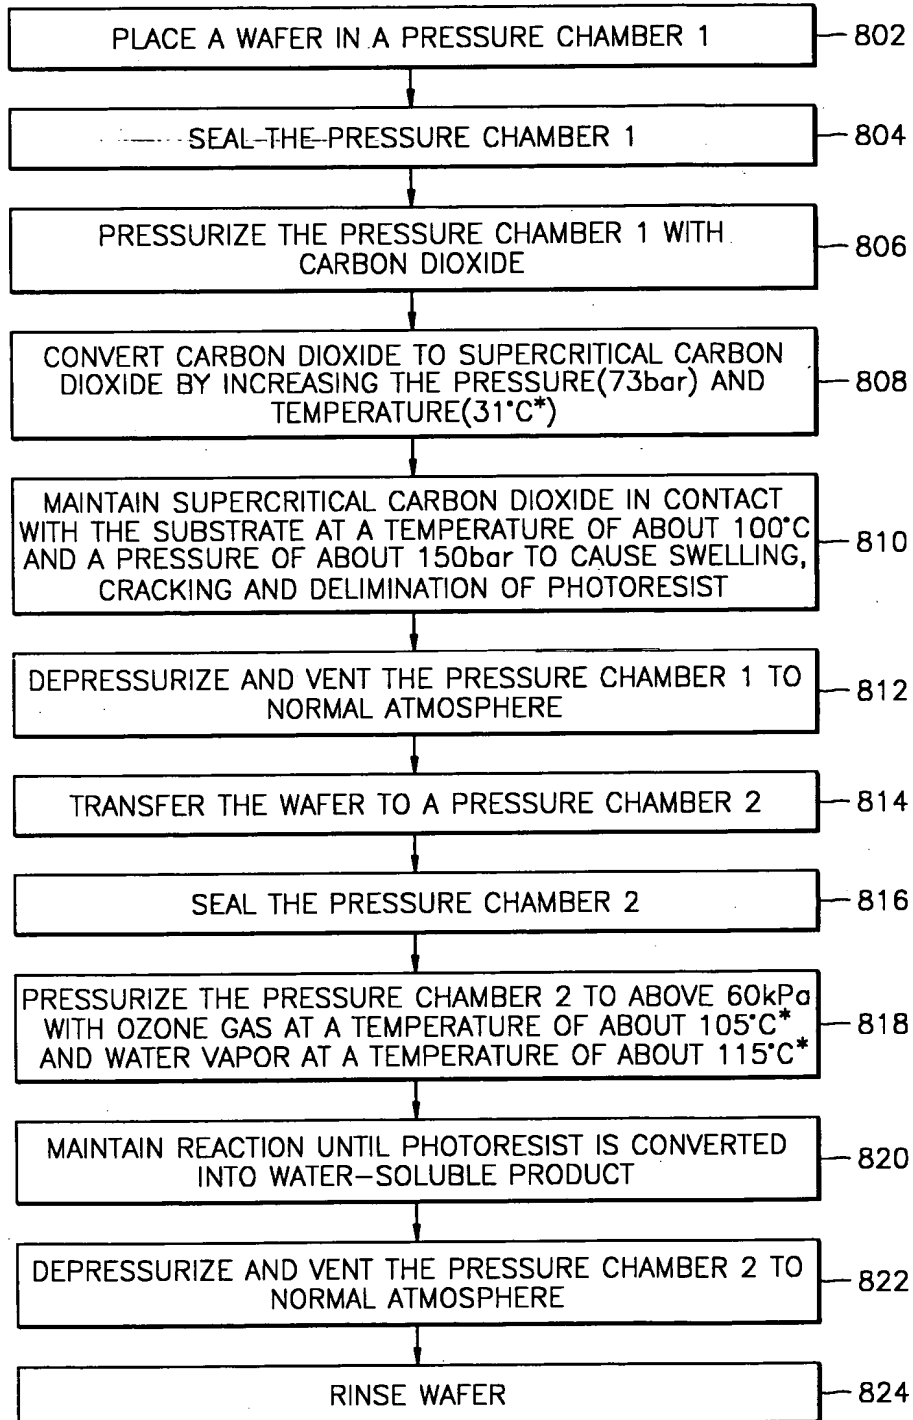 PLACE A WAFER IN A PRESSURE CHAMBER 1
802
SEAL THE PRESSURE CHAMBER 1
804
PRESSURIZE THE PRESSURE CHAMBER 1 WITH
CARBON DIOXIDE
806
CONVERT CARBON DIOXIDE TO SUPERCRITICAL CARBON
DIOXIDE BY INCREASING THE PRESSURE(73bar) AND
TEMPERATURE(31°C*)
808
MAINTAIN SUPERCRITICAL CARBON DIOXIDE IN CONTACT
WITH THE SUBSTRATE AT A TEMPERATURE OF ABOUT 100°C
AND A PRESSURE OF ABOUT 150bar TO CAUSE SWELLING,
CRACKING AND DELIMINATION OF PHOTORESIST
810
DEPRESSURIZE AND VENT THE PRESSURE CHAMBER 1 TO
NORMAL ATMOSPHERE
812
TRANSFER THE WAFER TO A PRESSURE CHAMBER 2
814
SEAL THE PRESSURE CHAMBER 2
816
PRESSURIZE THE PRESSURE CHAMBER 2 TO ABOVE 60kPa
WITH OZONE GAS AT A TEMPERATURE OF ABOUT 105°C*
AND WATER VAPOR AT A TEMPERATURE OF ABOUT 115°C*
818
MAINTAIN REACTION UNTIL PHOTORESIST IS CONVERTED
INTO WATER-SOLUBLE PRODUCT
820
DEPRESSURIZE AND VENT THE PRESSURE CHAMBER 2 TO
NORMAL ATMOSPHERE
822
RINSE WAFER
824